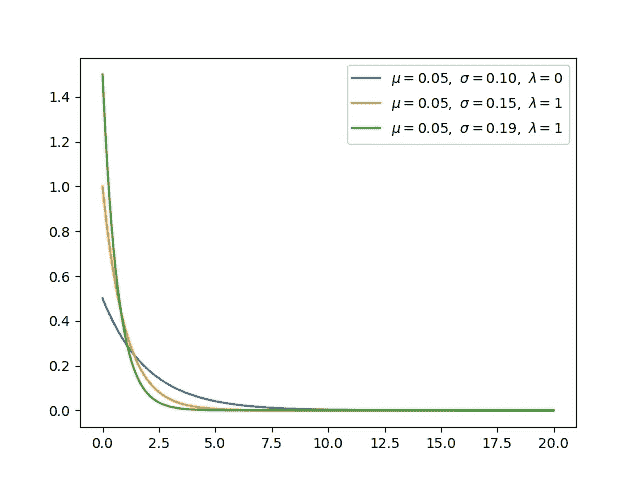 μ = 0.05, σ = 0.10, λ = 0
μ = 0.05, σ = 0.15, λ = 1
μ = 0.05, σ = 0.19, λ = 1
1.4
1.2
1.0
0.8
0.6
0.4
0.2
0.0
0.0 2.5 5.0 7.5 10.0 12.5 15.0 17.5 20.0